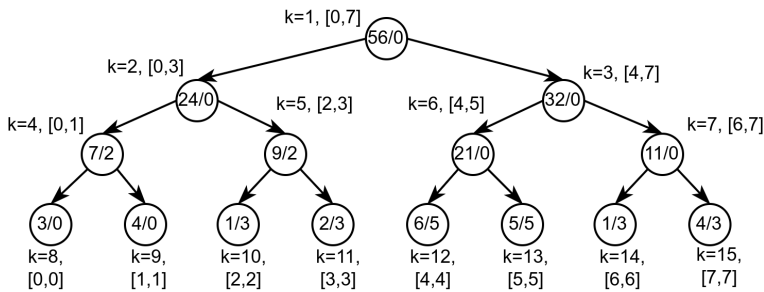 k=1, [0,7]
56/0
k=2, [0,3]
k=3, [4,7]
24/0
32/0
k=4, [0,1]
k=5, [2,3]
k=6, [4,5]
k=7, [6,7]
7/2
9/2
21/0
11/0
3/0
4/0
1/3
2/3
6/5
5/5
1/3
4/3
k=8,
[0,0]
k=9,
[1,1]
k=10,
[2,2]
k=11,
[3,3]
k=12,
[4,4]
k=13,
[5,5]
k=14,
[6,6]
k=15,
[7,7]